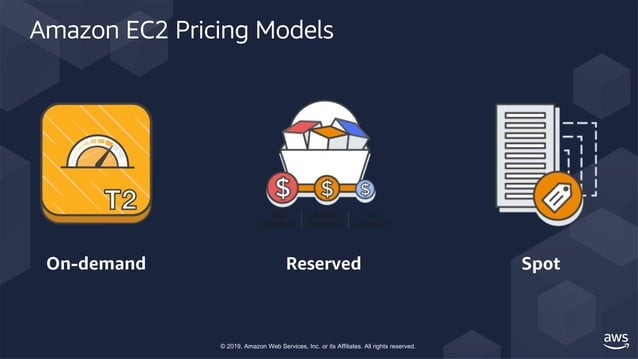 Amazon EC2 Pricing Models
T2
$ $ $
On-demand
Reserved
Spot
aws
© 2019, Amazon Web Services, Inc. or its Affiliates. All rights reserved.